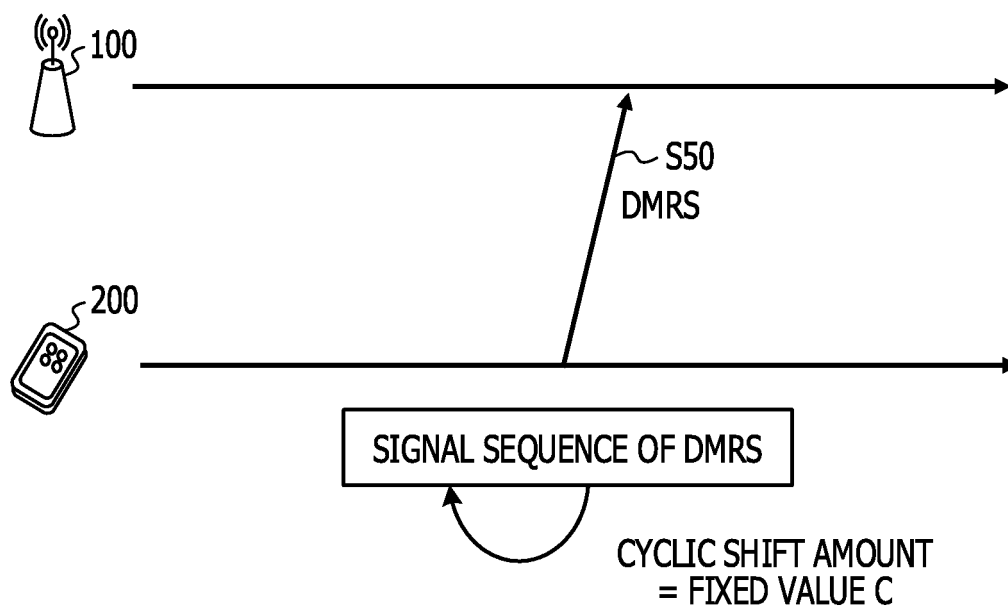 100
S50
DMRS
200
SIGNAL SEQUENCE OF DMRS
CYCLIC SHIFT AMOUNT
= FIXED VALUE C